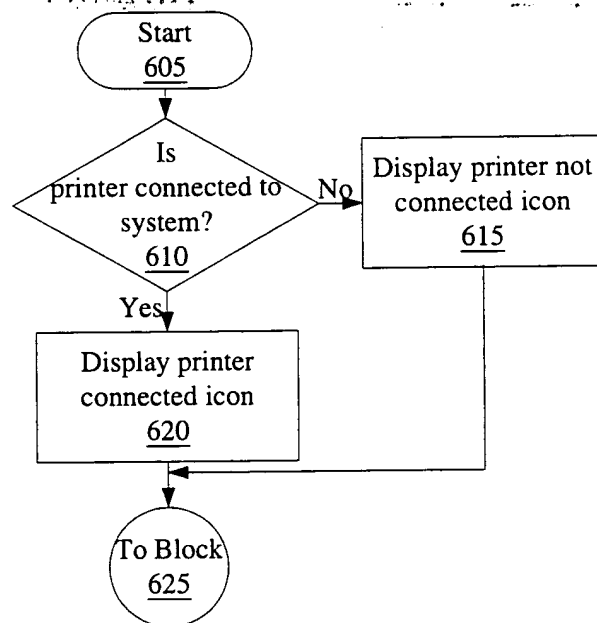 Start
605
Is
printer connected to
system?
610
No
Display printer not
connected icon
615
Yes
Display printer
connected icon
620
To Block
625